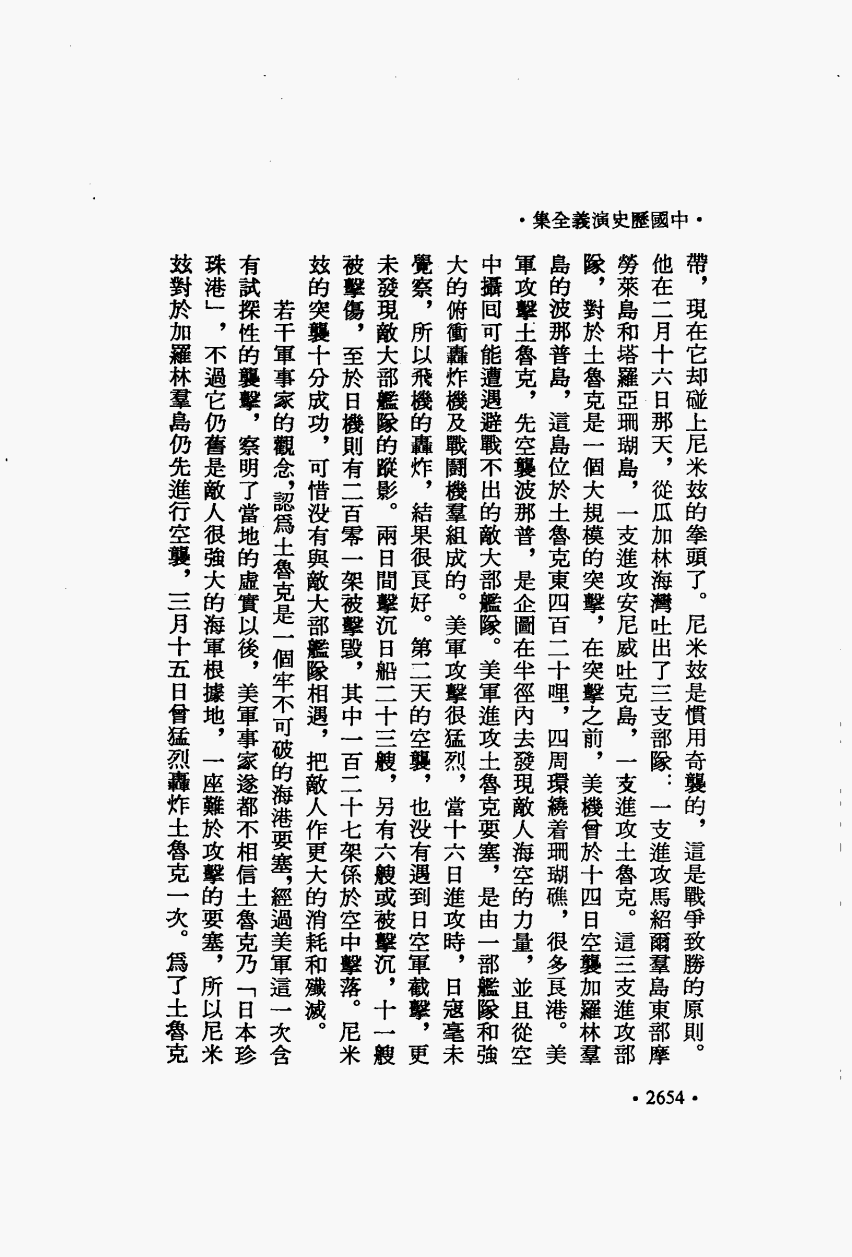 •中國歷史演義全集•
帶，現在它却碰上尼米玆的拳頭了。尼米玆是慣用奇襲的，這是戰爭致勝的原則。
他在二月十六日那天，從瓜加林海灣吐出了三支部隊：一支進攻馬紹爾羣島東部摩
勞萊島和塔羅亞珊瑚島，一支進攻安尼威吐克島，一支進攻土魯克。這三支進攻部
隊，對於土魯克是一個大規模的突擊，在突擊之前，美機曾於十四日空襲加羅林羣
島的波那普島，這島位於土魯克東四百二十哩，四周環繞着珊瑚礁，很多良港。美
軍攻擊土魯克，先空襲波那普，是企圖在半徑內去發現敵人海空的力量，並且從空
中攝囘可能遭遇避戰不出的敵大部艦隊。美軍進攻土魯克要塞，是由一部艦隊和強
大的俯衝轟炸機及戰鬪機羣組成的。美軍攻擊很猛烈，當十六日進攻時，日寇毫未
覺察，所以飛機的轟炸，結果很良好。第二天的空襲，也没有遇到日空軍截擊，更
未發現敵大部艦隊的蹤影。兩日間擊沉日船二十三艘，另有六艘或被擊沉，十一艘
被擊傷，至於日機則有二百零一架被擊毁，其中一百二十七架係於空中擊落。尼米
玆的突襲十分成功，可惜没有與敵大部艦隊相遇，把敵人作更大的消耗和殲滅。
若干軍事家的觀念，認爲土魯克是一個牢不可破的海港要塞，經過美軍這一次含
有試探性的襲擊，察明了當地的虛實以後，美軍事家遂都不相信土魯克乃「日本珍
珠港」，不過它仍舊是敵人很強大的海軍根據地，一座難於攻擊的要塞，所以尼米
玆對於加羅林羣島仍先進行空襲，三月十五日曾猛烈轟炸土魯克一次。爲了土魯克
•2654•